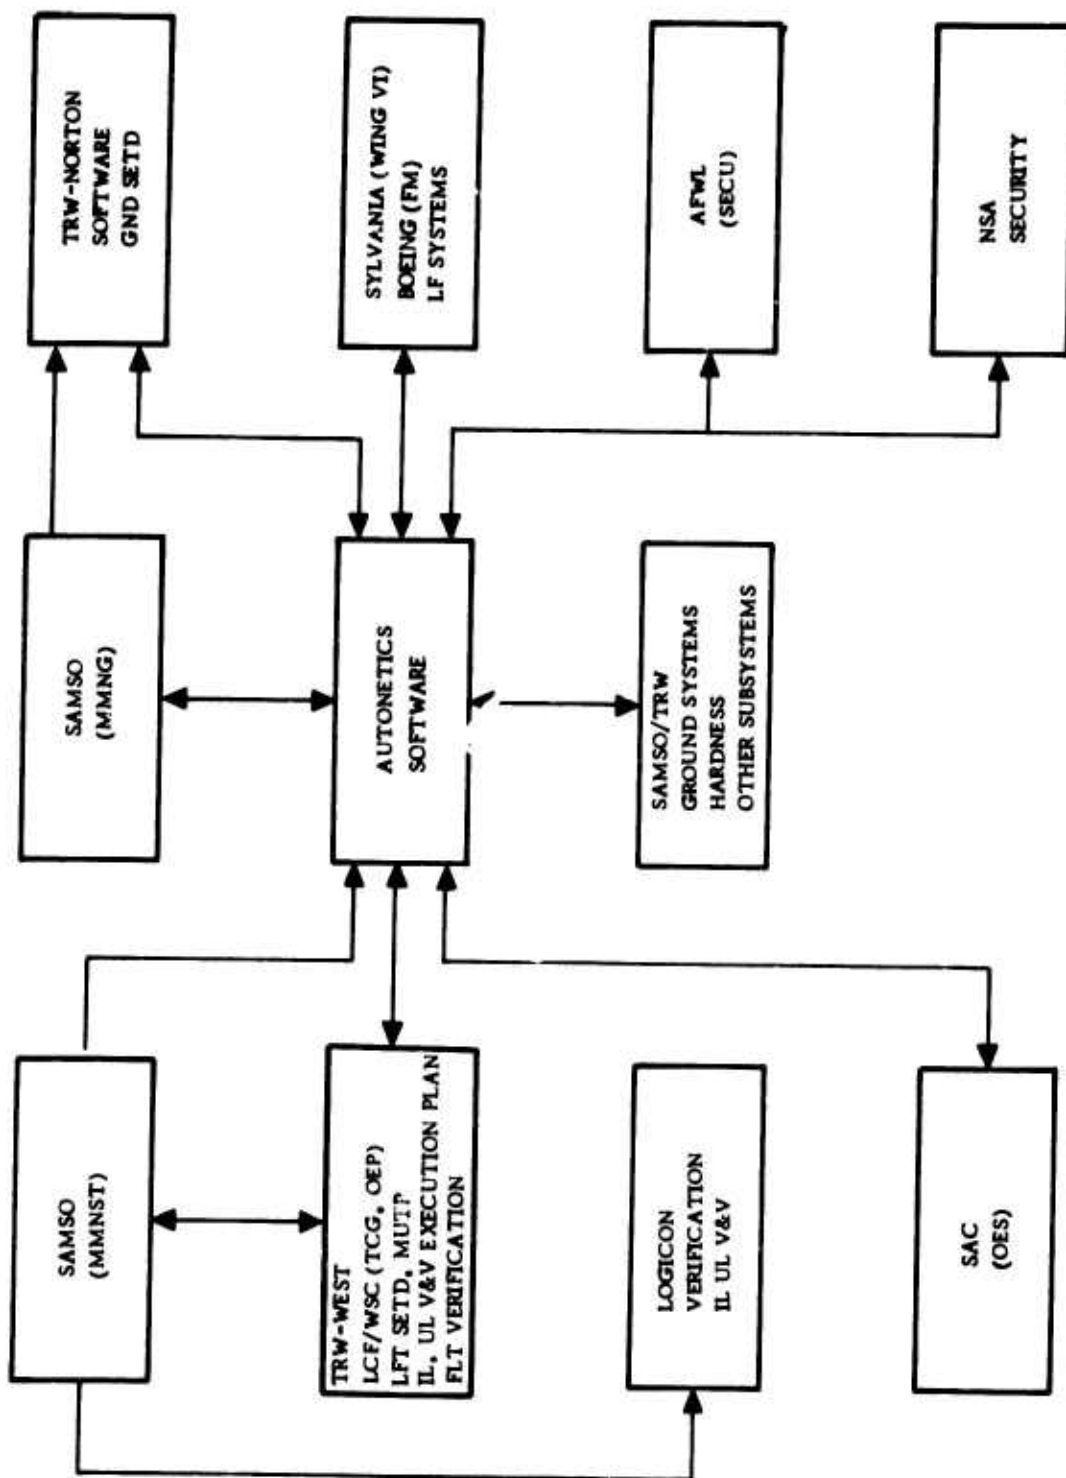 SAMSO
(MMNST)
SAMSO
(MMNG)
TRW-NORTON
SOFTWARE
GND SETD
TRW-WEST
LCF/WSC (TCG, OEP)
LFT SETD, MUTP
IL, UL V&V EXECUTION PLAN
FLT VERIFICATION
AUTONETICS
SOFTWARE
SYLVANIA (WING VI)
BOEING (FM)
LF SYSTEMS
LOGICON
VERIFICATION
IL UL V&V
SAMSO/TRW
GROUND SYSTEMS
HARDNESS
OTHER SUBSYSTEMS
AFWL
(SECU)
SAC
(OES)
NSA
SECURITY